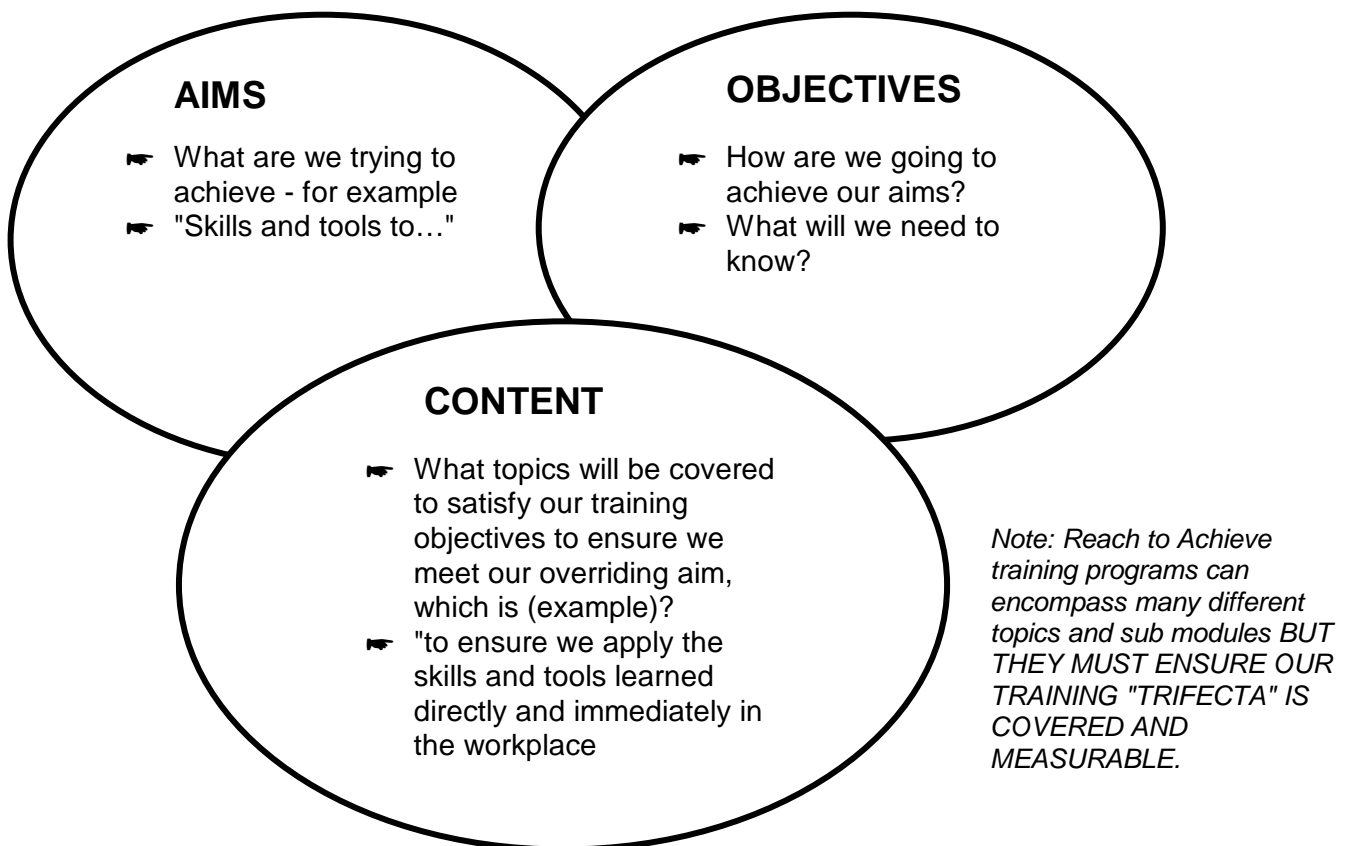 AIMS
☛ What are we trying to
achieve - for example
☛ "Skills and tools to…"
OBJECTIVES
☛ How are we going to
achieve our aims?
☛ What will we need to
know?
CONTENT
☛ What topics will be covered
to satisfy our training
objectives to ensure we
meet our overriding aim,
which is (example)?
☛ "to ensure we apply the
skills and tools learned
directly and immediately in
the workplace
Note: Reach to Achieve
training programs can
encompass many different
topics and sub modules BUT
THEY MUST ENSURE OUR
TRAINING "TRIFECTA" IS
COVERED AND
MEASURABLE.